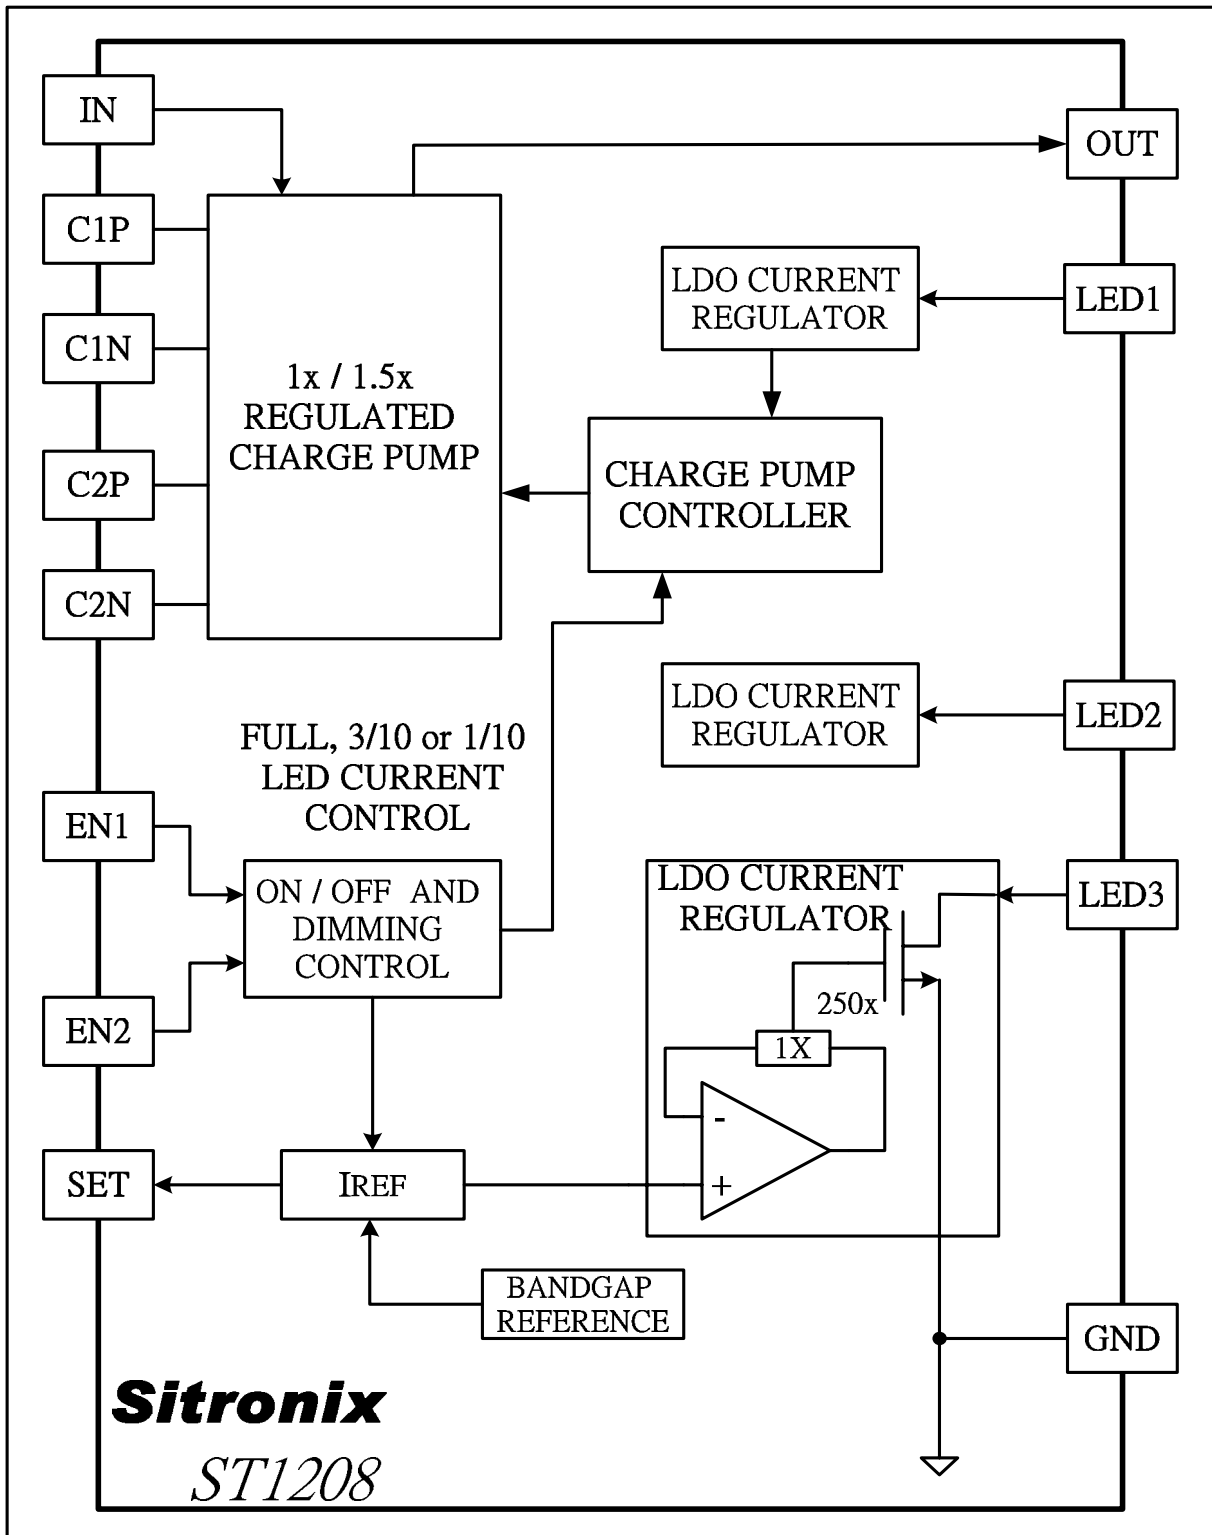 IN
OUT
C1P
LDO CURRENT
REGULATOR
LED1
C1N
1x / 1.5x
REGULATED
CHARGE PUMP
C2P
CHARGE PUMP
CONTROLLER
C2N
LDO CURRENT
REGULATOR
LED2
FULL, 3/10 or 1/10
LED CURRENT
CONTROL
EN1
ON / OFF AND
DIMMING
CONTROL
LDO CURRENT
REGULATOR
LED3
250x
EN2
1X
-
+
SET
IREF
BANDGAP
REFERENCE
GND
Sitronix
ST1208